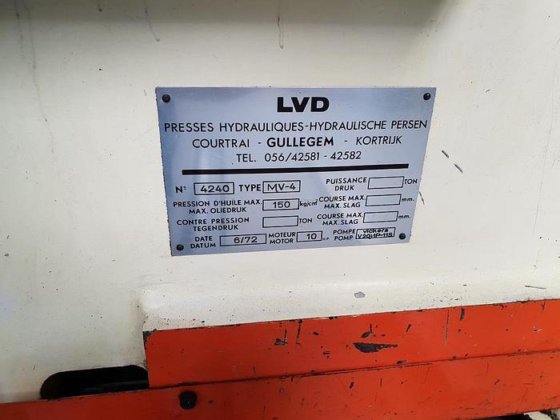 LVD
PRESSES HYDRAULIQUES-HYDRAULISCHE PERSEN
COURTRAI - GULLEGEM - KORTRIJK
TEL. 056/42581 - 42582
No 4240 TYPE MV-4 PUISSANCE DRUK TON
PRESSION D'HUILE MAX. MAX. OLIEDRUK 150 kg/cm² COURSE MAX. MAX. SLAG mm.
CONTRE PRESSION TEGENDRUK TON COURSE MAX. MAX. SLAG mm.
DATE DATUM 6/72 MOTEUR MOTOR 10 POMPE POMP Vickers